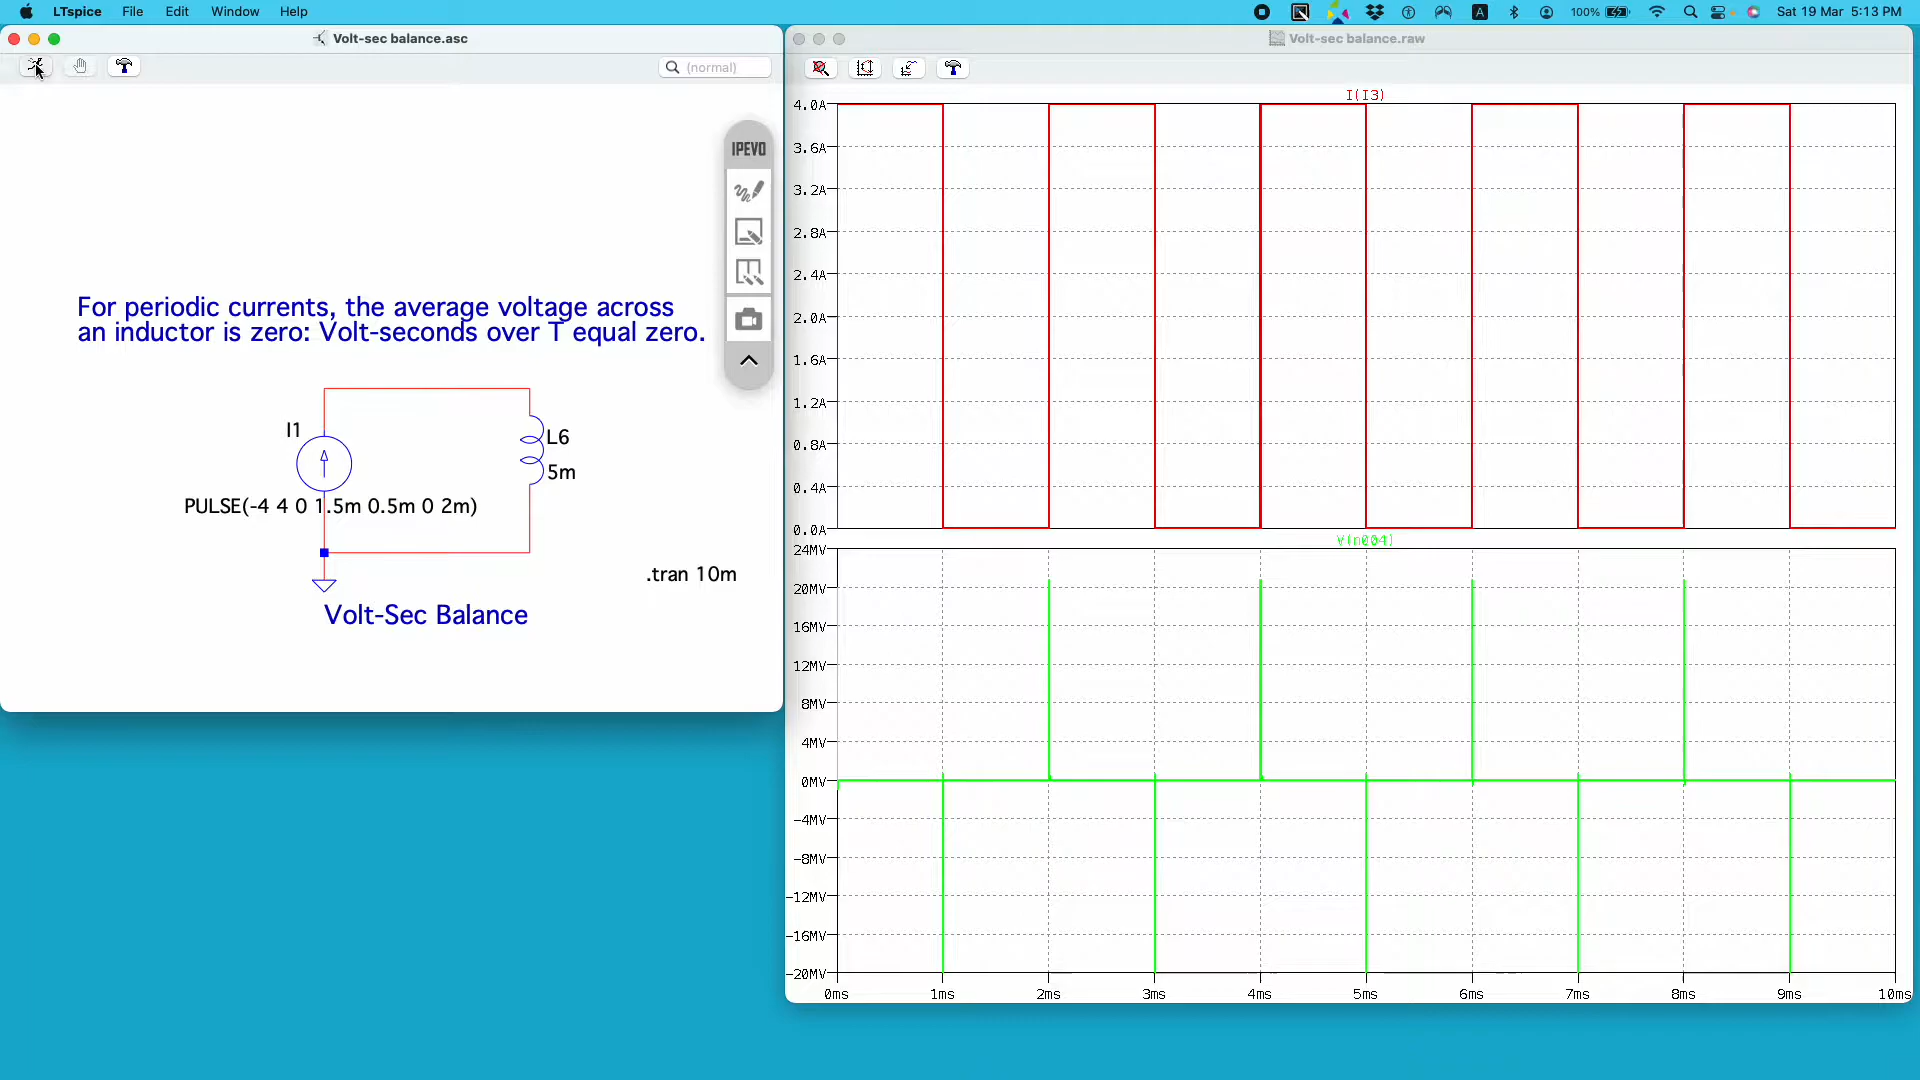 LTspice File Edit Window Help
A 100% Sat 19 Mar 5:13 PM
Volt-sec balance.asc
(normal)
IPEVO
For periodic currents, the average voltage across
an inductor is zero: Volt-seconds over T equal zero.
I1
L6
5m
PULSE(-4 4 0 1.5m 0.5m 0 2m)
.tran 10m
Volt-Sec Balance
Volt-sec balance.raw
I(I3)
4.0A
3.6A
3.2A
2.8A
2.4A
2.0A
1.6A
1.2A
0.8A
0.4A
0.0A
24MV
20MV
16MV
12MV
8MV
4MV
0MV
-4MV
-8MV
-12MV
-16MV
-20MV
0ms 1ms 2ms 3ms 4ms 5ms 6ms 7ms 8ms 9ms 10ms